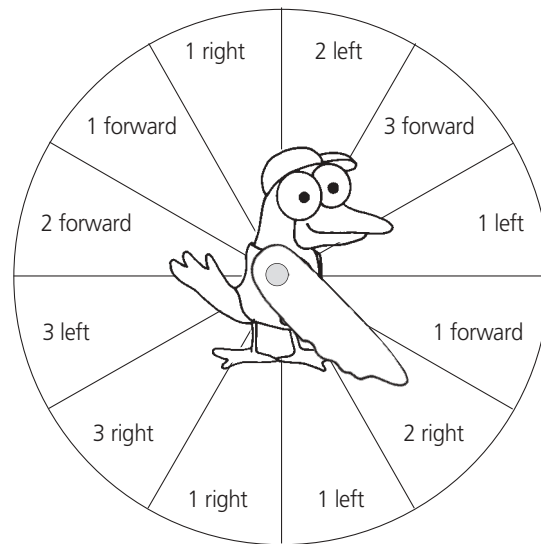 1 right
2 left
1 forward
3 forward
2 forward
1 left
3 left
1 forward
3 right
2 right
1 right
1 left